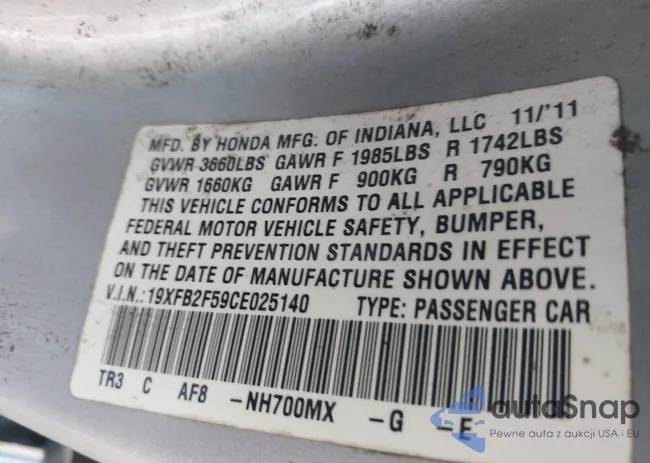 MFD. BY HONDA MFG. OF INDIANA, LLC 11/'11
GVWR 3660LBS GAWR F 1985LBS R 1742LBS
GVWR 1660KG GAWR F 900KG R 790KG
THIS VEHICLE CONFORMS TO ALL APPLICABLE
FEDERAL MOTOR VEHICLE SAFETY, BUMPER,
AND THEFT PREVENTION STANDARDS IN EFFECT
ON THE DATE OF MANUFACTURE SHOWN ABOVE.
V.I.N.:19XFB2F59CE025140 TYPE: PASSENGER CAR
TR3 C AF8 -NH700MX -G -E
autaSnap
Pewne auta z aukcji USA i EU